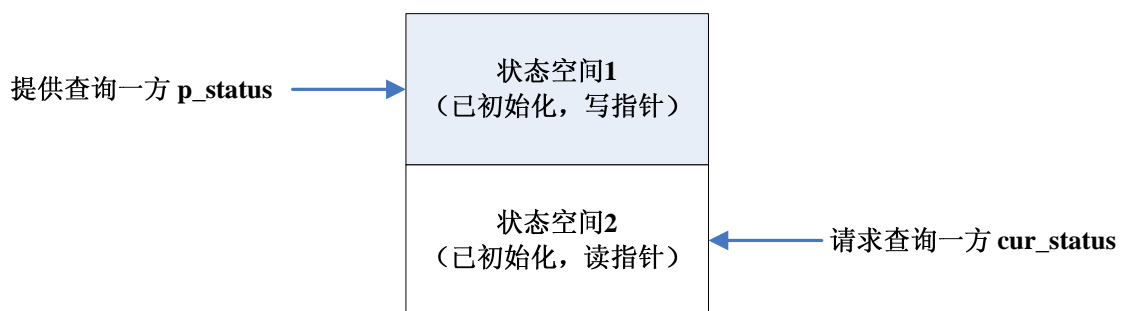 状态空间1
（已初始化，写指针）
提供查询一方 p_status
状态空间2
（已初始化，读指针）
请求查询一方 cur_status